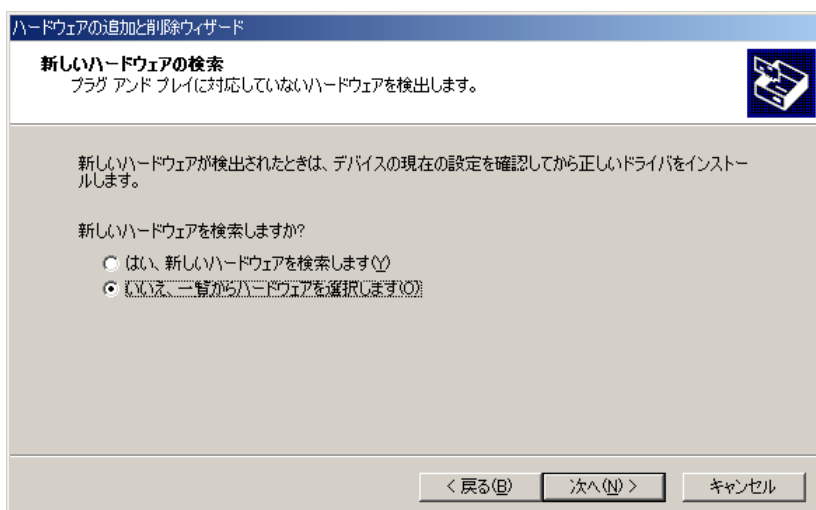 ハードウェアの追加と削除ウィザード
新しいハードウェアの検索
プラグ アンド プレイに対応していないハードウェアを検出します。
新しいハードウェアが検出されたときは、デバイスの現在の設定を確認してから正しいドライバをインストー
ルします。
新しいハードウェアを検索しますか?
はい、新しいハードウェアを検索します(Y)
いいえ、一覧からハードウェアを選択します(O)
< 戻る(B)
次へ(N) >
キャンセル